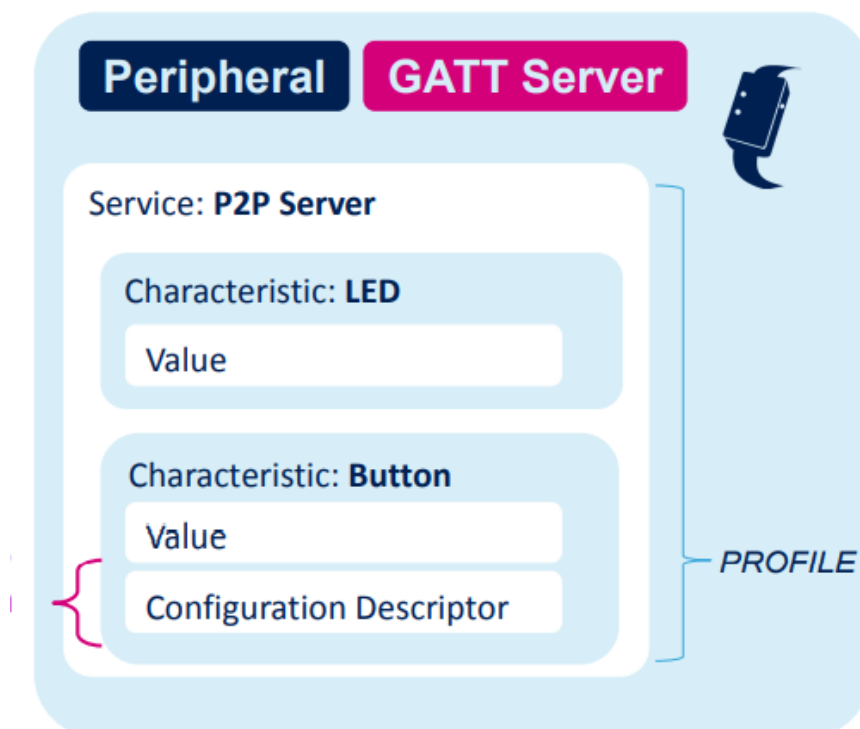 Peripheral
GATT Server
Service: P2P Server
Characteristic: LED
Value
Characteristic: Button
Value
Configuration Descriptor
PROFILE